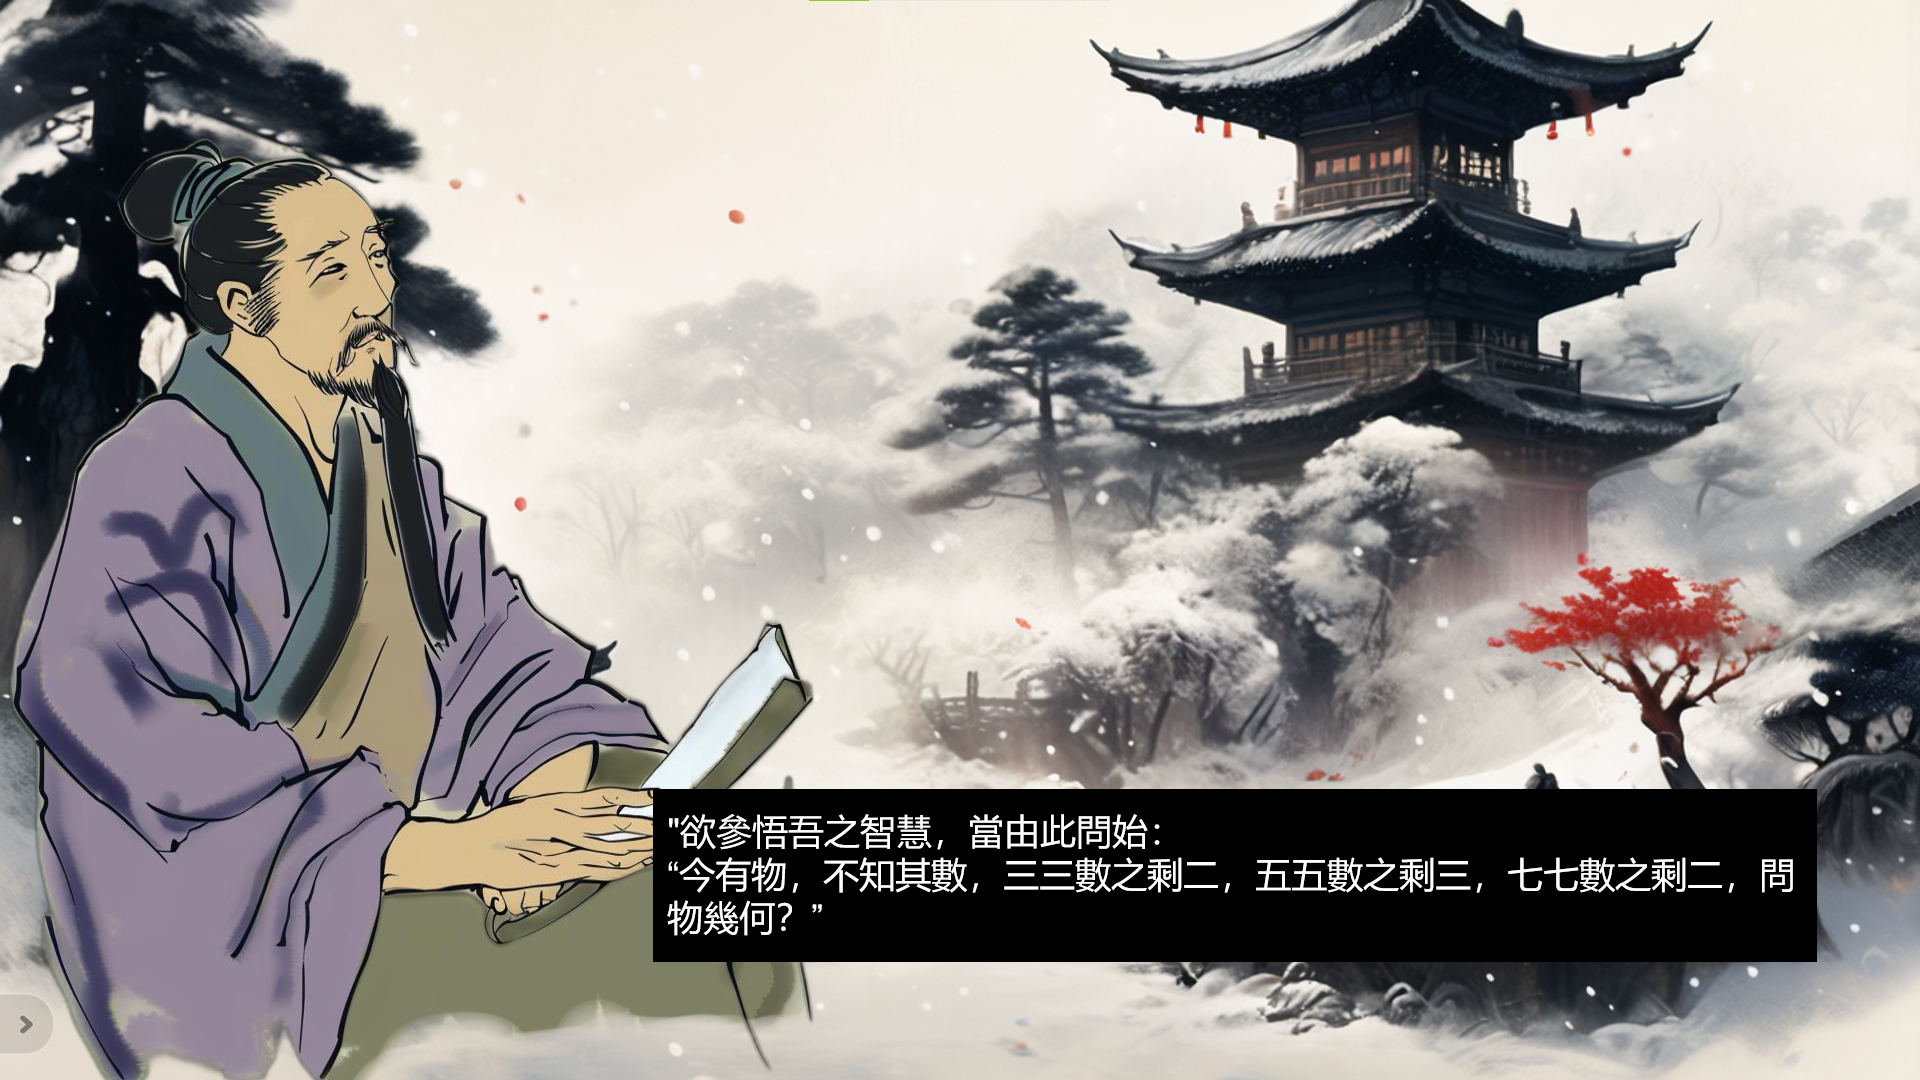 "欲參悟吾之智慧，當由此問始：
“今有物，不知其數，三三數之剩二，五五數之剩三，七七數之剩二，問
物幾何？”